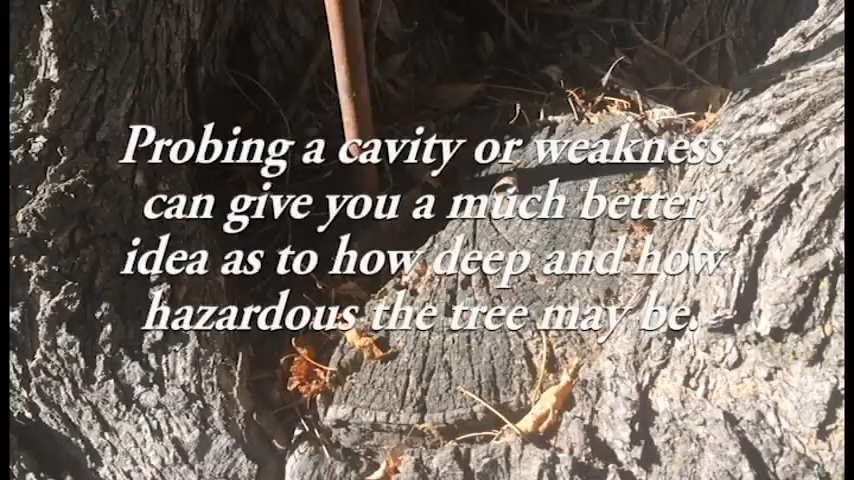 Probing a cavity or weakness
can give you a much better
idea as to how deep and how
hazardous the tree may be.